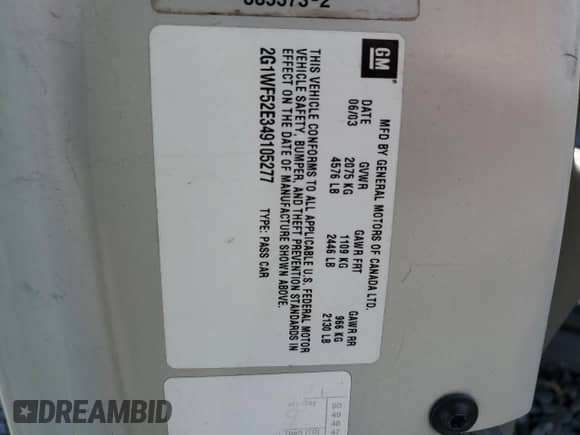 583373-2
GM
MFD BY GENERAL MOTORS OF CANADA LTD.
DATE GVWR GAWR FRT GAWR RR
06/03 2075 KG 1109 KG 966 KG
4576 LB 2446 LB 2130 LB
THIS VEHICLE CONFORMS TO ALL APPLICABLE U.S. FEDERAL MOTOR
VEHICLE SAFETY, BUMPER, AND THEFT PREVENTION STANDARDS IN
EFFECT ON THE DATE OF MANUFACTURE SHOWN ABOVE.
2G1WF52E349105277 TYPE: PASS CAR
DREAMBID